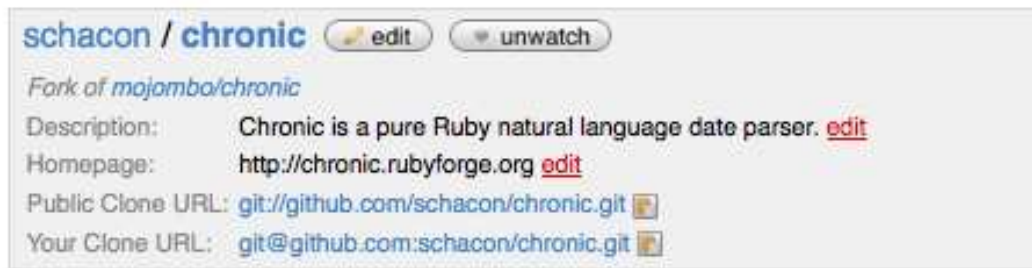 schacon / chronic edit unwatch
Fork of mojombo/chronic
Description: Chronic is a pure Ruby natural language date parser. edit
Homepage: http://chronic.rubyforge.org edit
Public Clone URL: git://github.com/schacon/chronic.git
Your Clone URL: git@github.com:schacon/chronic.git